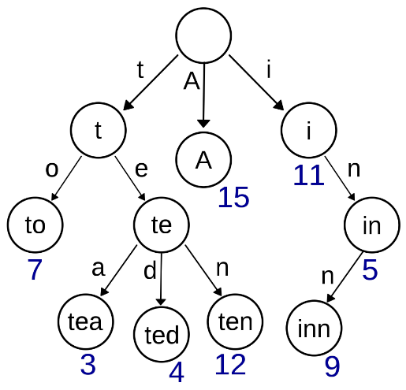 t A i
t A i
15 11
o e n
to te in
7 5
a d n n
tea ted ten inn
3 4 12 9